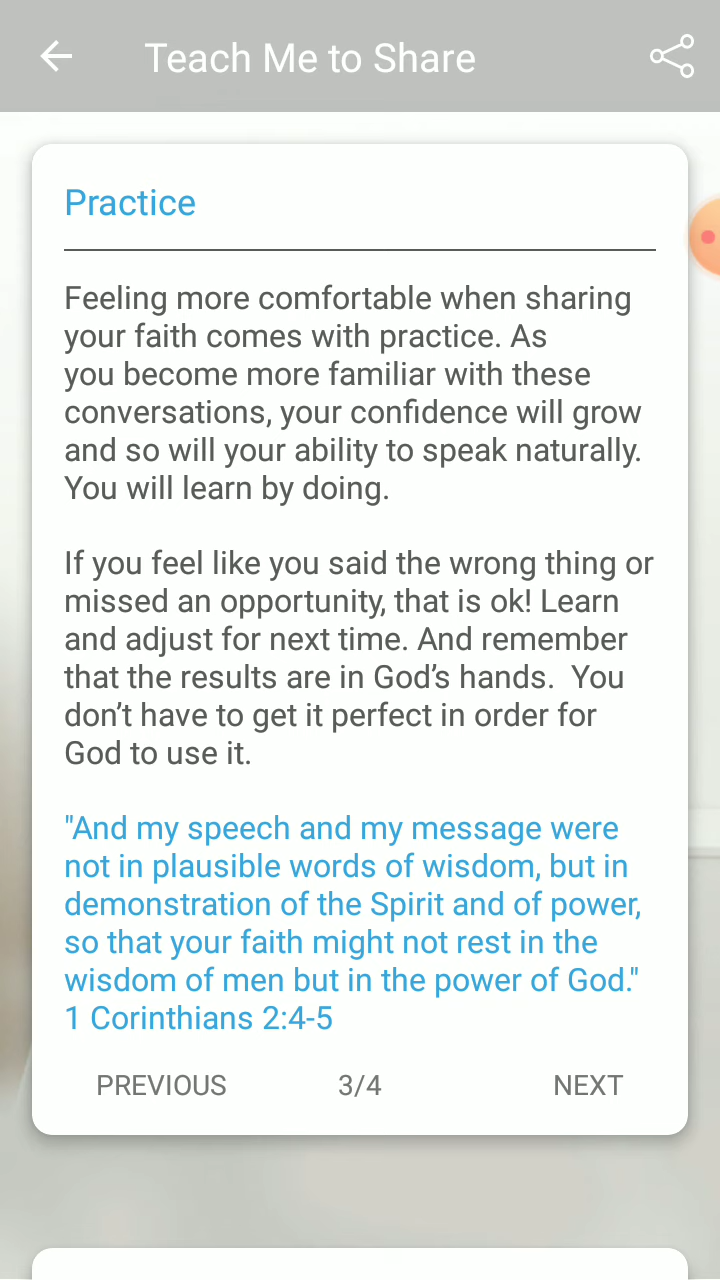 Teach Me to Share
Practice
Feeling more comfortable when sharing
your faith comes with practice. As
you become more familiar with these
conversations, your confidence will grow
and so will your ability to speak naturally.
You will learn by doing.
If you feel like you said the wrong thing or
missed an opportunity, that is ok! Learn
and adjust for next time. And remember
that the results are in God’s hands.  You
don’t have to get it perfect in order for
God to use it.
"And my speech and my message were
not in plausible words of wisdom, but in
demonstration of the Spirit and of power,
so that your faith might not rest in the
wisdom of men but in the power of God."
1 Corinthians 2:4-5
PREVIOUS 3/4 NEXT